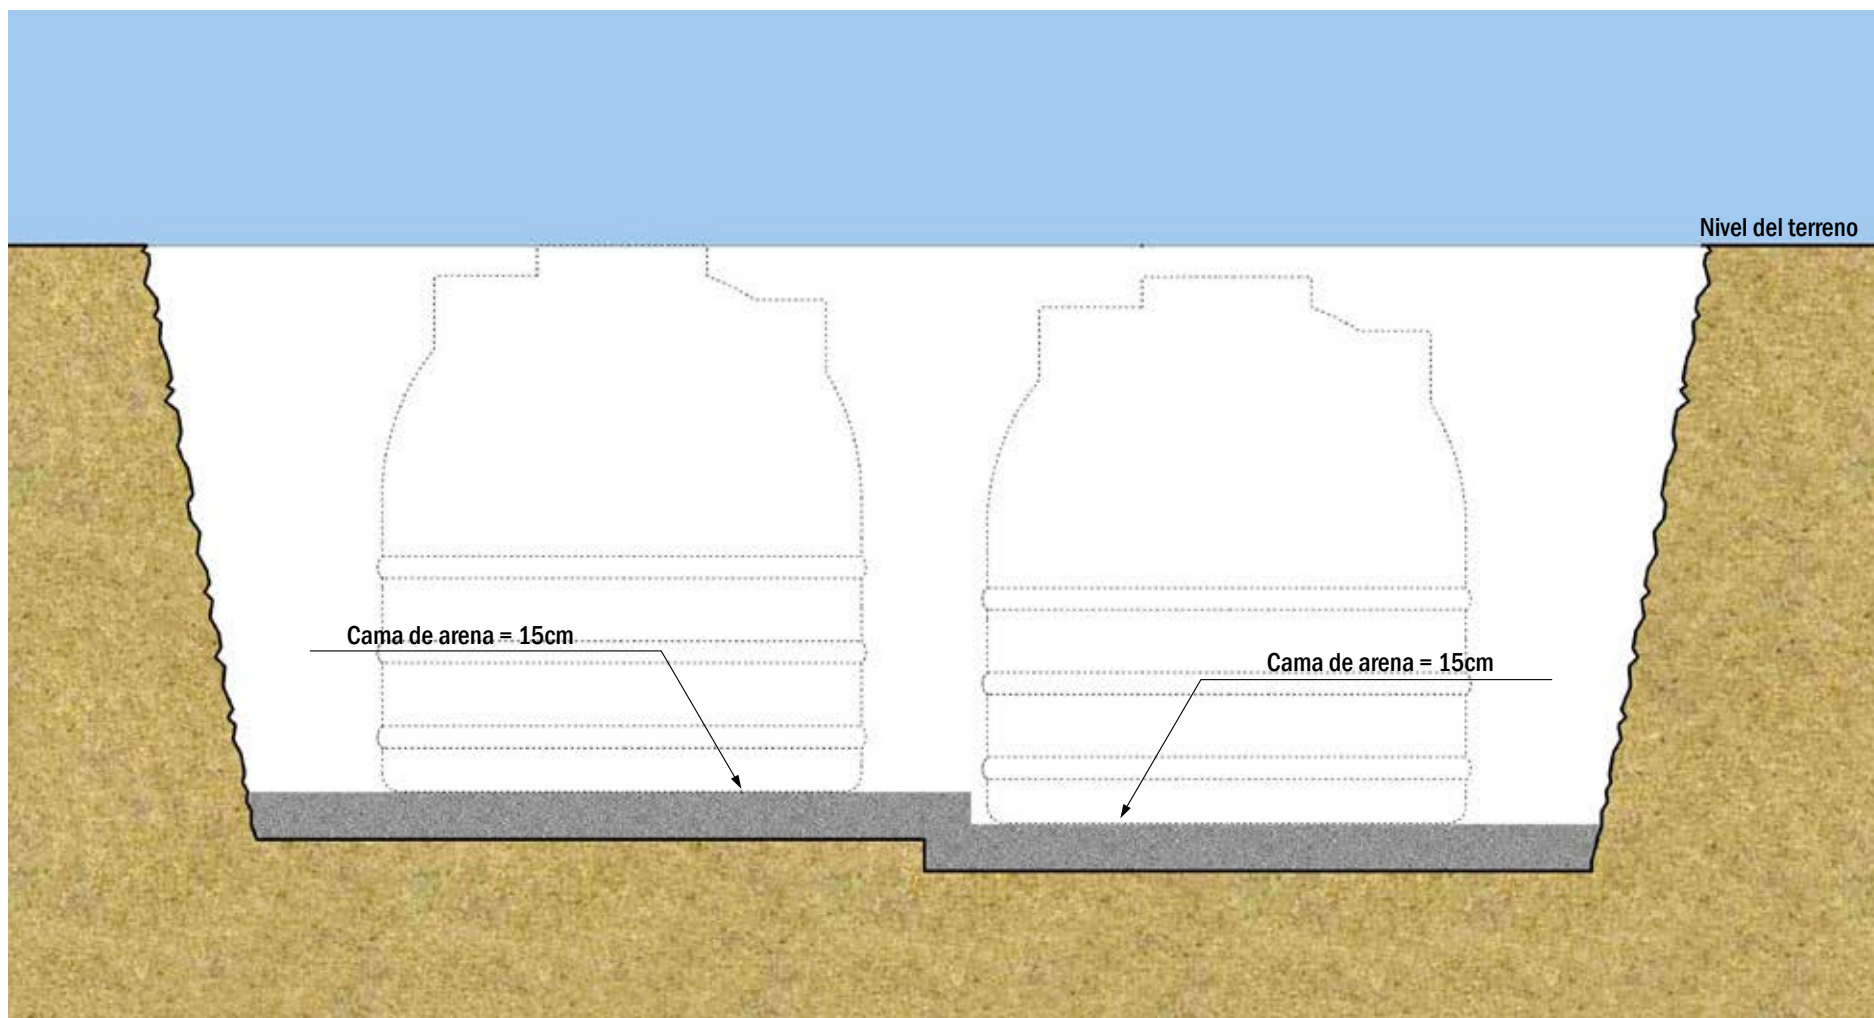 Nivel del terreno
Cama de arena = 15cm
Cama de arena = 15cm